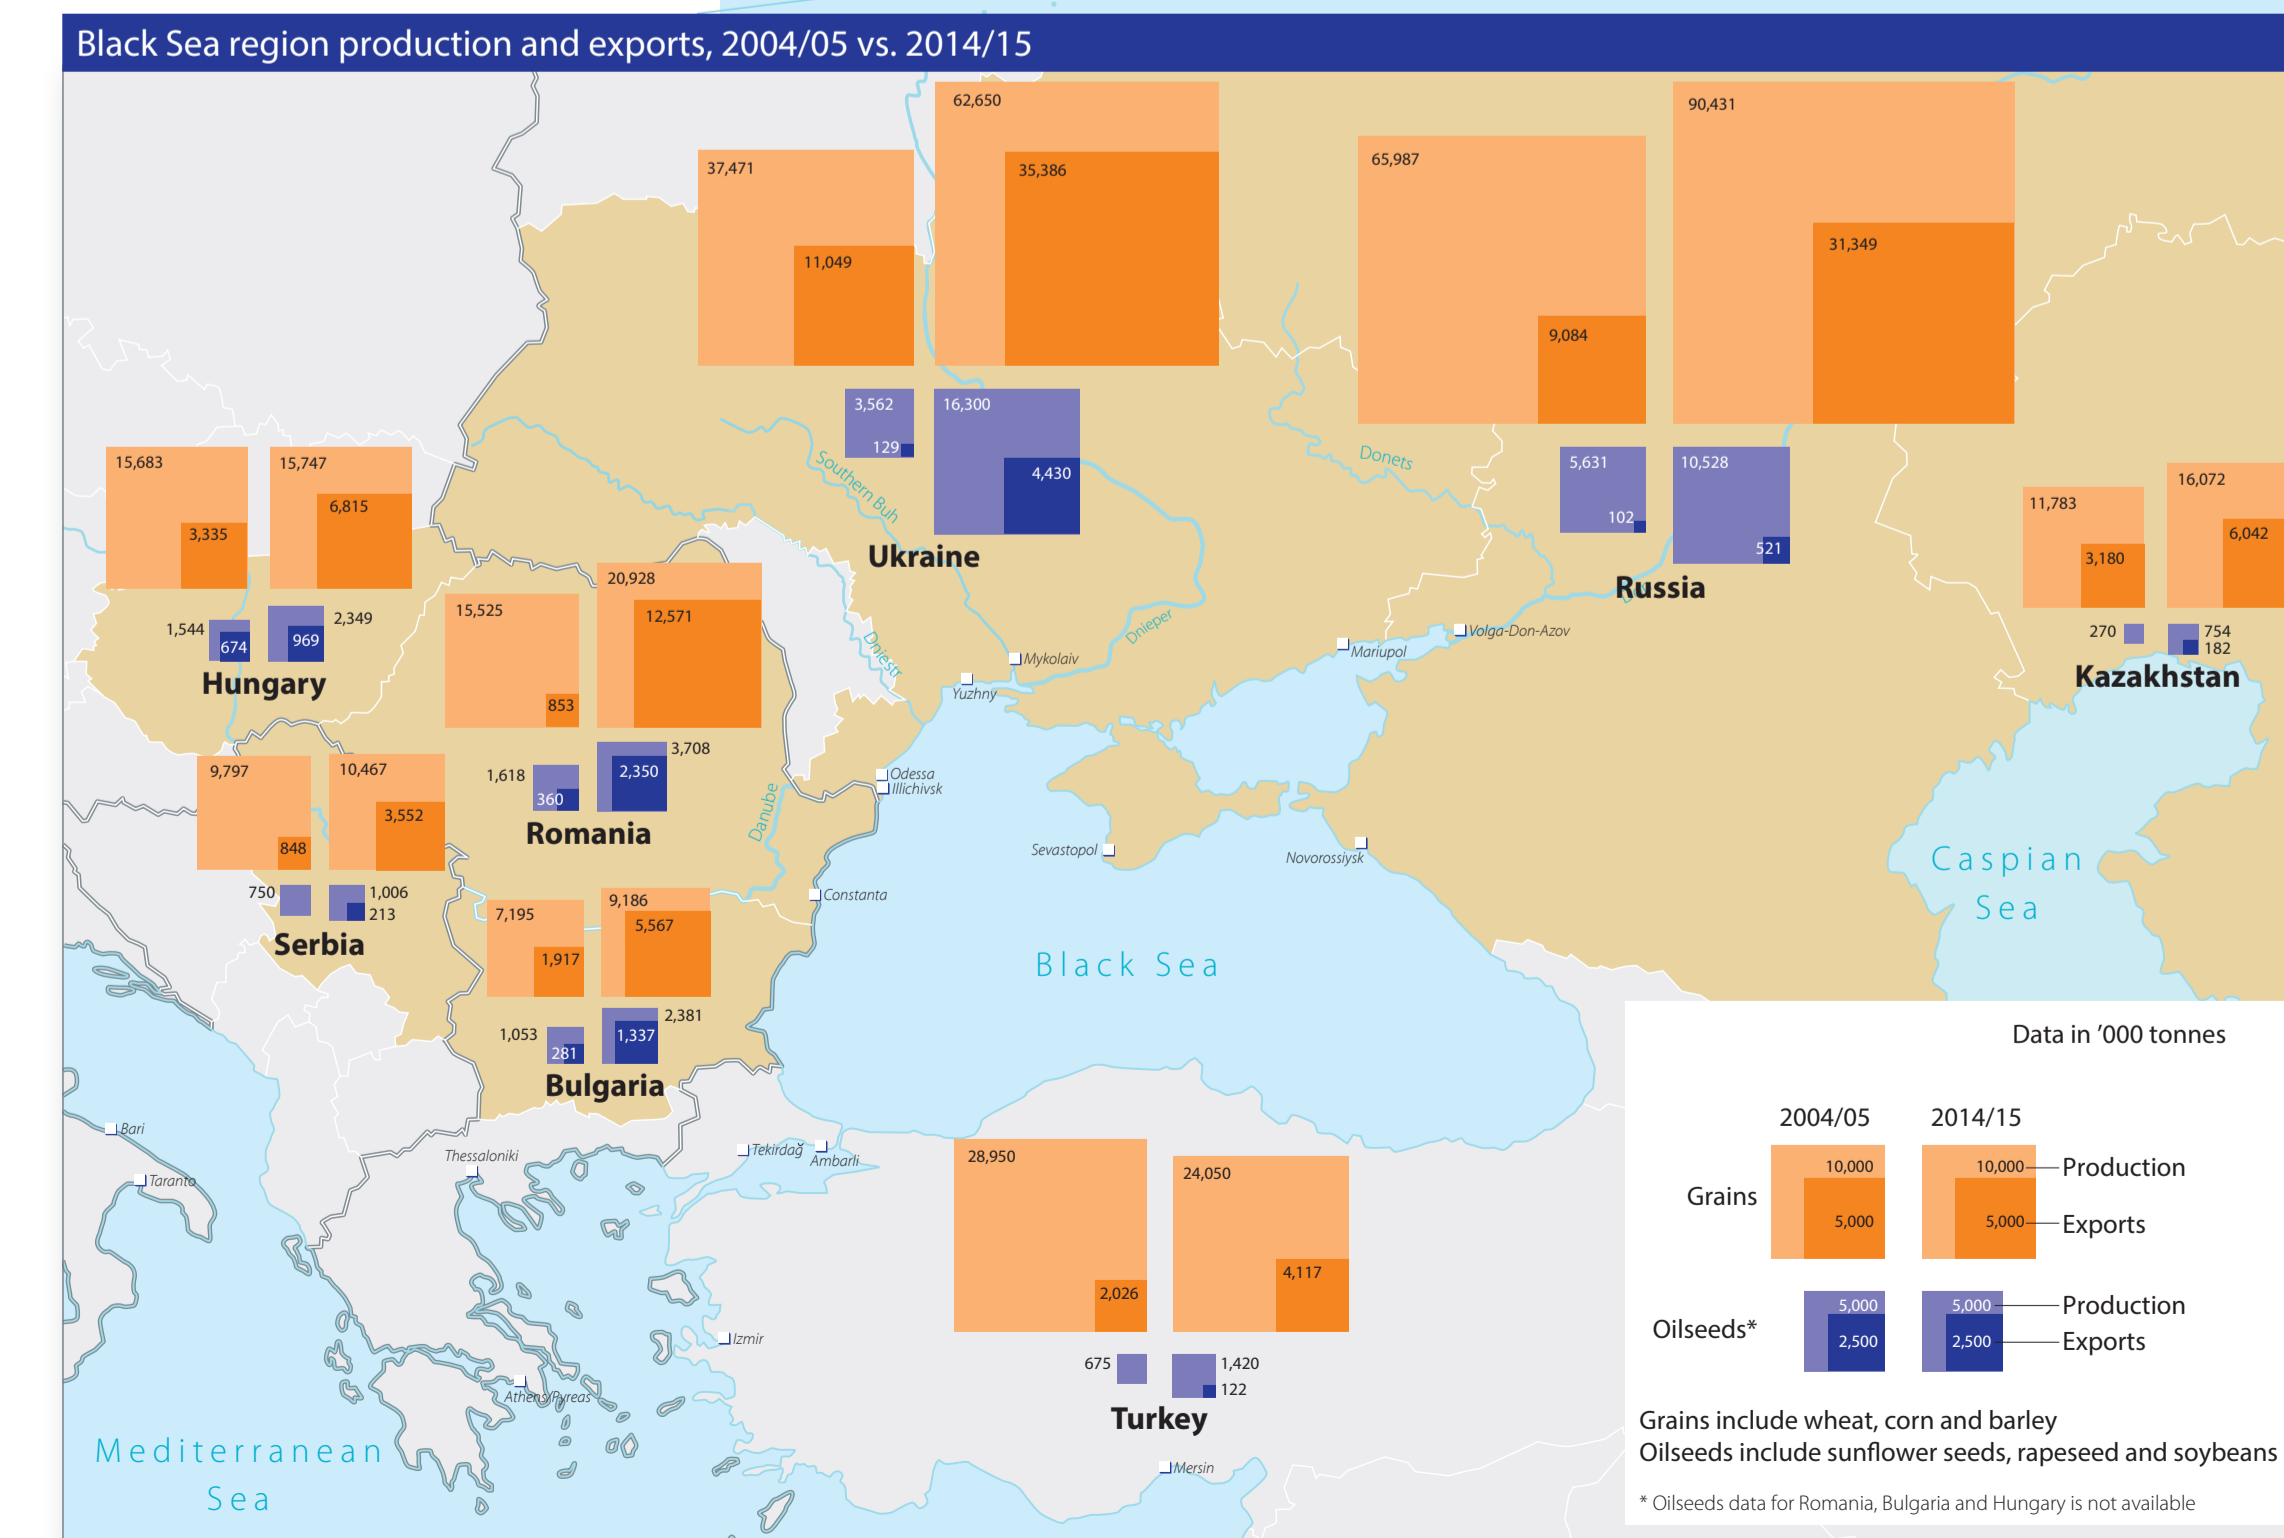 Black Sea region production and exports, 2004/05 vs. 2014/15
62,650
35,386
37,471
11,049
90,431
31,349
65,987
9,084
3,562
129
16,300
4,430
Ukraine
5,631
102
10,528
521
Russia
15,683
3,335
15,747
6,815
1,544
674
969
2,349
Hungary
11,783
3,180
16,072
6,042
270
754
182
Kazakhstan
15,525
853
20,928
12,571
1,618
360
2,350
3,708
Romania
9,797
848
10,467
3,552
750
1,006
213
Serbia
7,195
1,917
9,186
5,567
1,053
281
1,337
2,381
Bulgaria
Southern Buh
Donets
Dniestr
Dnieper
Danube
Mykolaiv
Yuzhny
Mariupol
Volga-Don-Azov
Odessa
Illichivsk
Sevastopol
Novorossiysk
Constanta
Caspian
Sea
Black Sea
Bari
Taranto
Thessaloniki
Tekirdağ
Ambarli
Izmir
Athens/Pyreas
Mersin
Mediterranean
Sea
28,950
2,026
24,050
4,117
675
1,420
122
Turkey
Data in ’000 tonnes
2004/05 2014/15
Grains
10,000
5,000
10,000
5,000
Production
Exports
Oilseeds*
5,000
2,500
5,000
2,500
Production
Exports
Grains include wheat, corn and barley
Oilseeds include sunflower seeds, rapeseed and soybeans
* Oilseeds data for Romania, Bulgaria and Hungary is not available